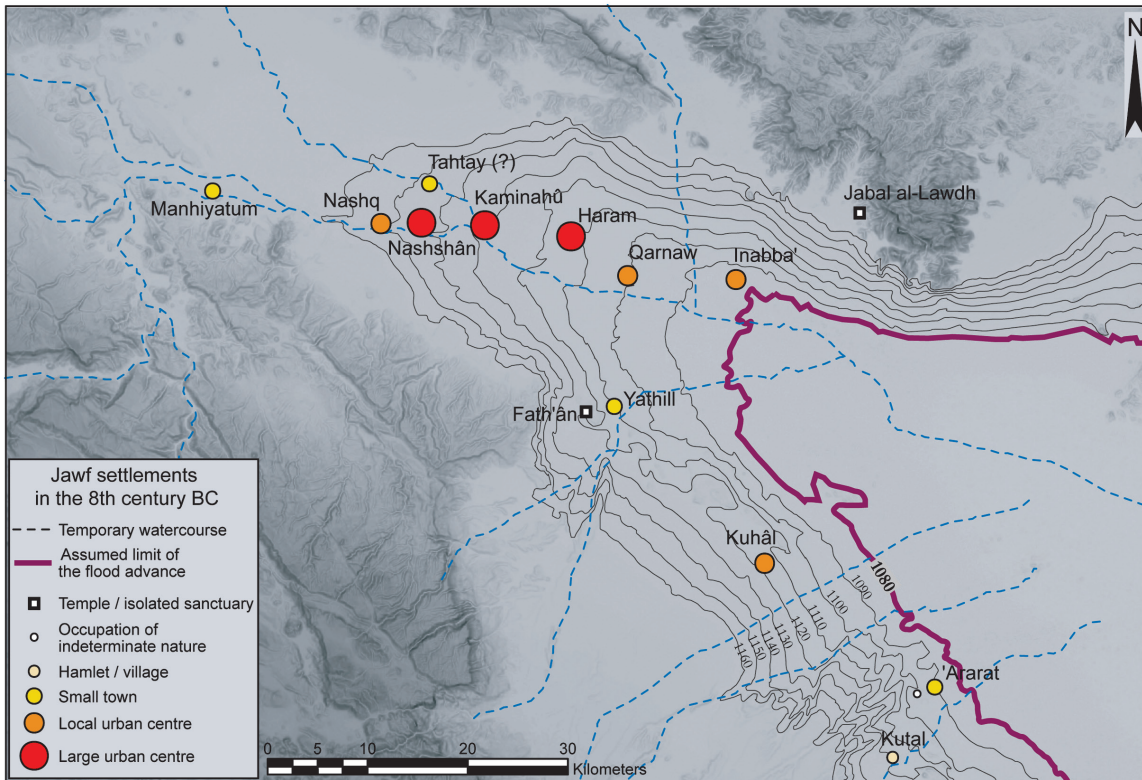 N
Tahtay (?)
Jabal al-Lawdh
Manhiyatum
Nashq
Kaminahû
Nashshân
Haram
Qarnaw
Inabba'
Yathill
Fath'ân
Kuhâl
1080
1090
1100
1110
1120
1130
1140
1150
1160
'Ararat
Kutal
Jawf settlements
in the 8th century BC
Temporary watercourse
Assumed limit of
the flood advance
Temple / isolated sanctuary
Occupation of
indeterminate nature
Hamlet / village
Small town
Local urban centre
Large urban centre
0 5 10 20 30
Kilometers